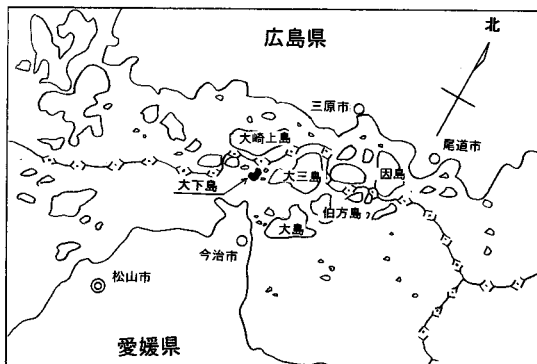 広島県
北
三原市
尾道市
大崎上島
大三島
因島
大下島
伯方島
大島
今治市
松山市
愛媛県